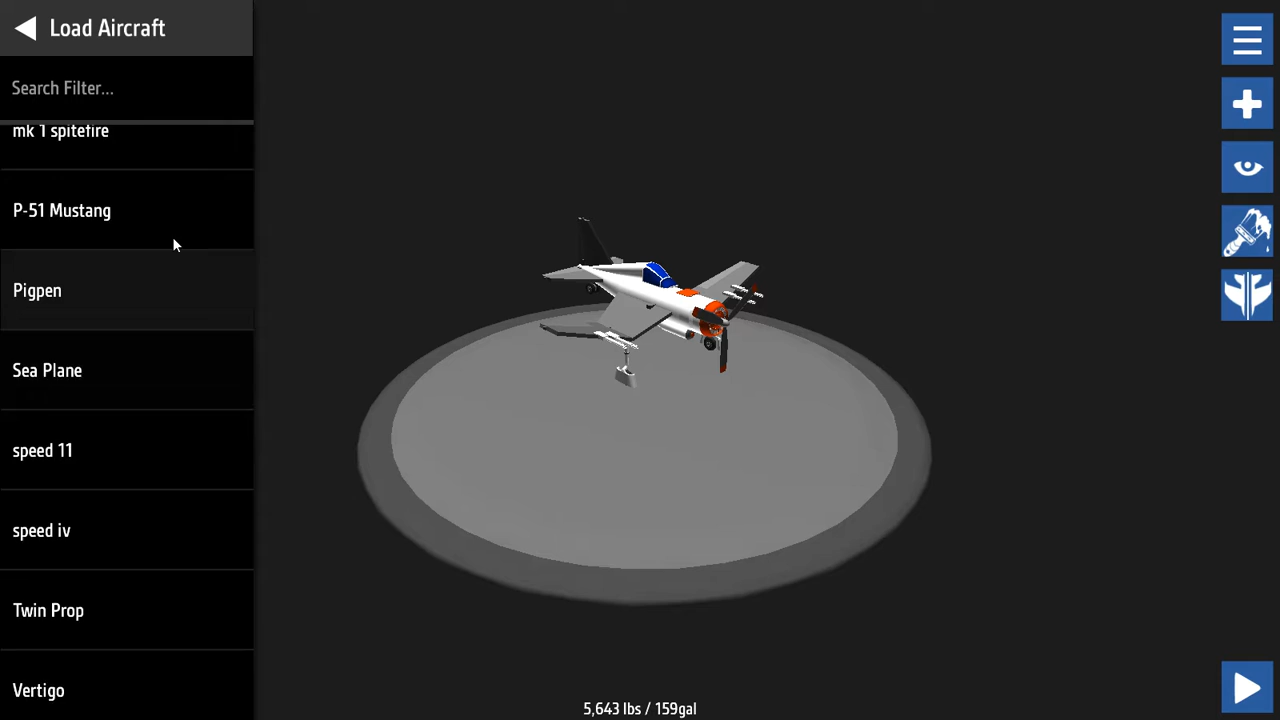 Load Aircraft
Search Filter...
mk 1 spitefire
P-51 Mustang
Pigpen
Sea Plane
speed 11
speed iv
Twin Prop
Vertigo
5,643 lbs / 159gal